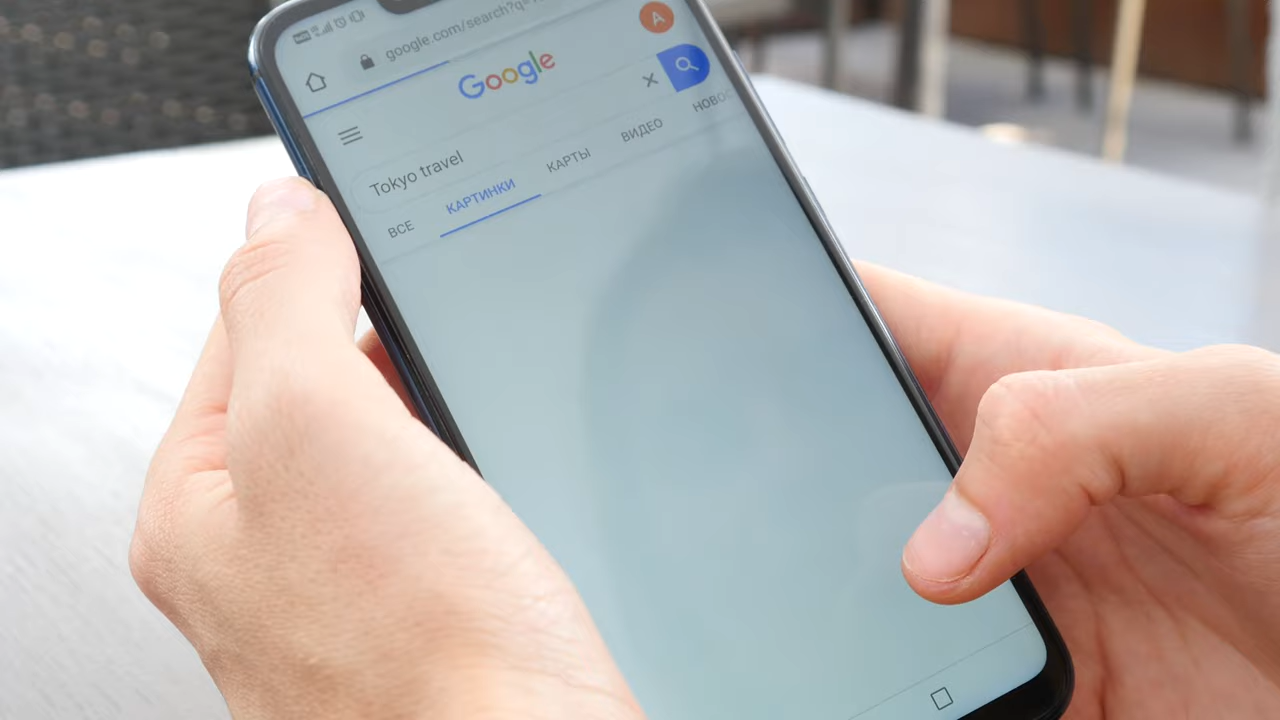 google.com/search?q=
A
Google
Tokyo travel
ВСЕ КАРТИНКИ КАРТЫ ВИДЕО НОВО